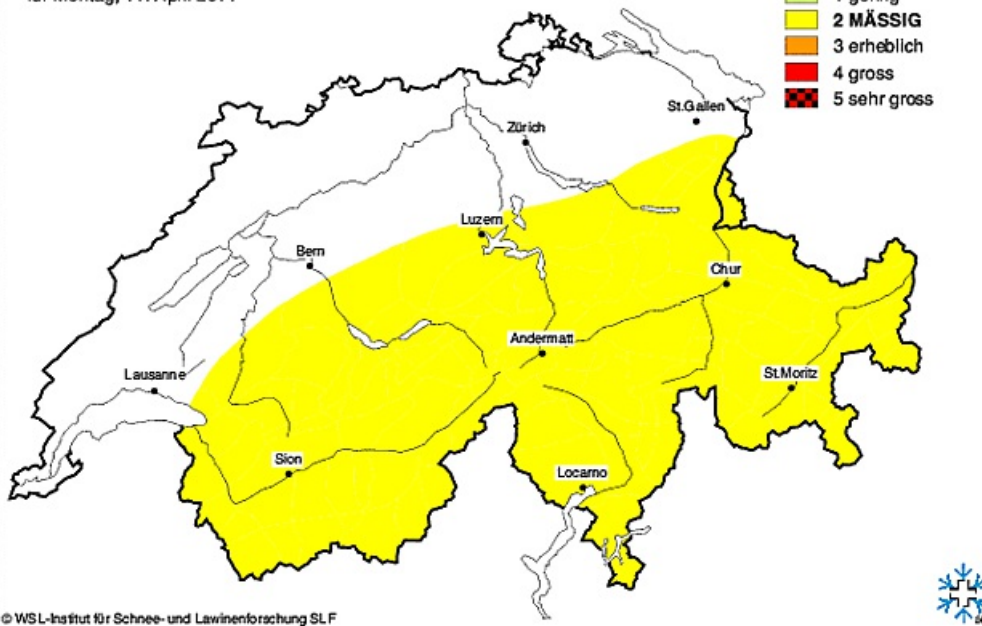 2 MÄSSIG
3 erheblich
4 gross
5 sehr gross
St.Gallen
Zürich
Luzern
Bern
Chur
Andermatt
Lausanne
St.Moritz
Sion
Locarno
© WSL-Institut für Schnee- und Lawinenforschung SLF